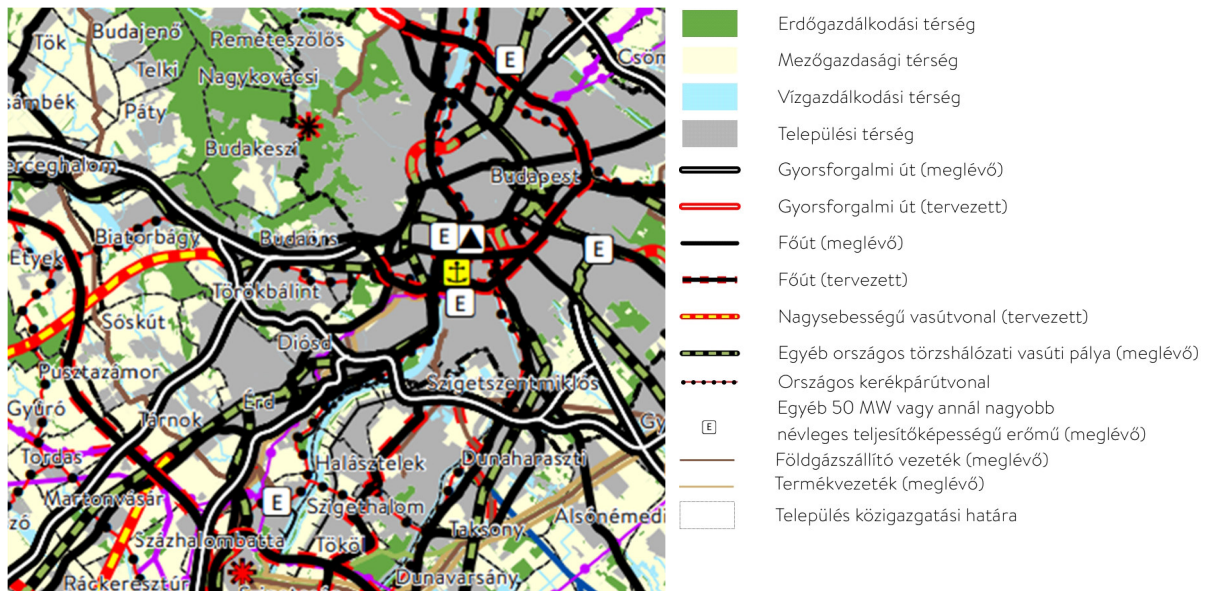 Tök
Budajenő
Remeteszőlős
Telki
Nagykovácsi
Páty
E
Budakeszi
Budapest
Biatorbágy
Budaörs
E
E
Etyek
Törökbálint
E
Sóskút
Diósd
Pusztazámor
Szigetszentmiklós
Érd
Gyúró
Tárnok
Tordas
Halásztelek
Dunaharaszti
Martonvásár
E
Szigethalom
Taksony
Alsónémedi
Százhalombatta
Tököl
Ráckeresztúr
Dunavarsány
Erdőgazdálkodási térség
Mezőgazdasági térség
Vízgazdálkodási térség
Települési térség
Gyorsforgalmi út (meglévő)
Gyorsforgalmi út (tervezett)
Főút (meglévő)
Főút (tervezett)
Nagysebességű vasútvonal (tervezett)
Egyéb országos törzshálózati vasúti pálya (meglévő)
Országos kerékpárútvonal
Egyéb 50 MW vagy annál nagyobb
E
névleges teljesítőképességű erőmű (meglévő)
Földgázszállító vezeték (meglévő)
Termékvezeték (meglévő)
Település közigazgatási határa